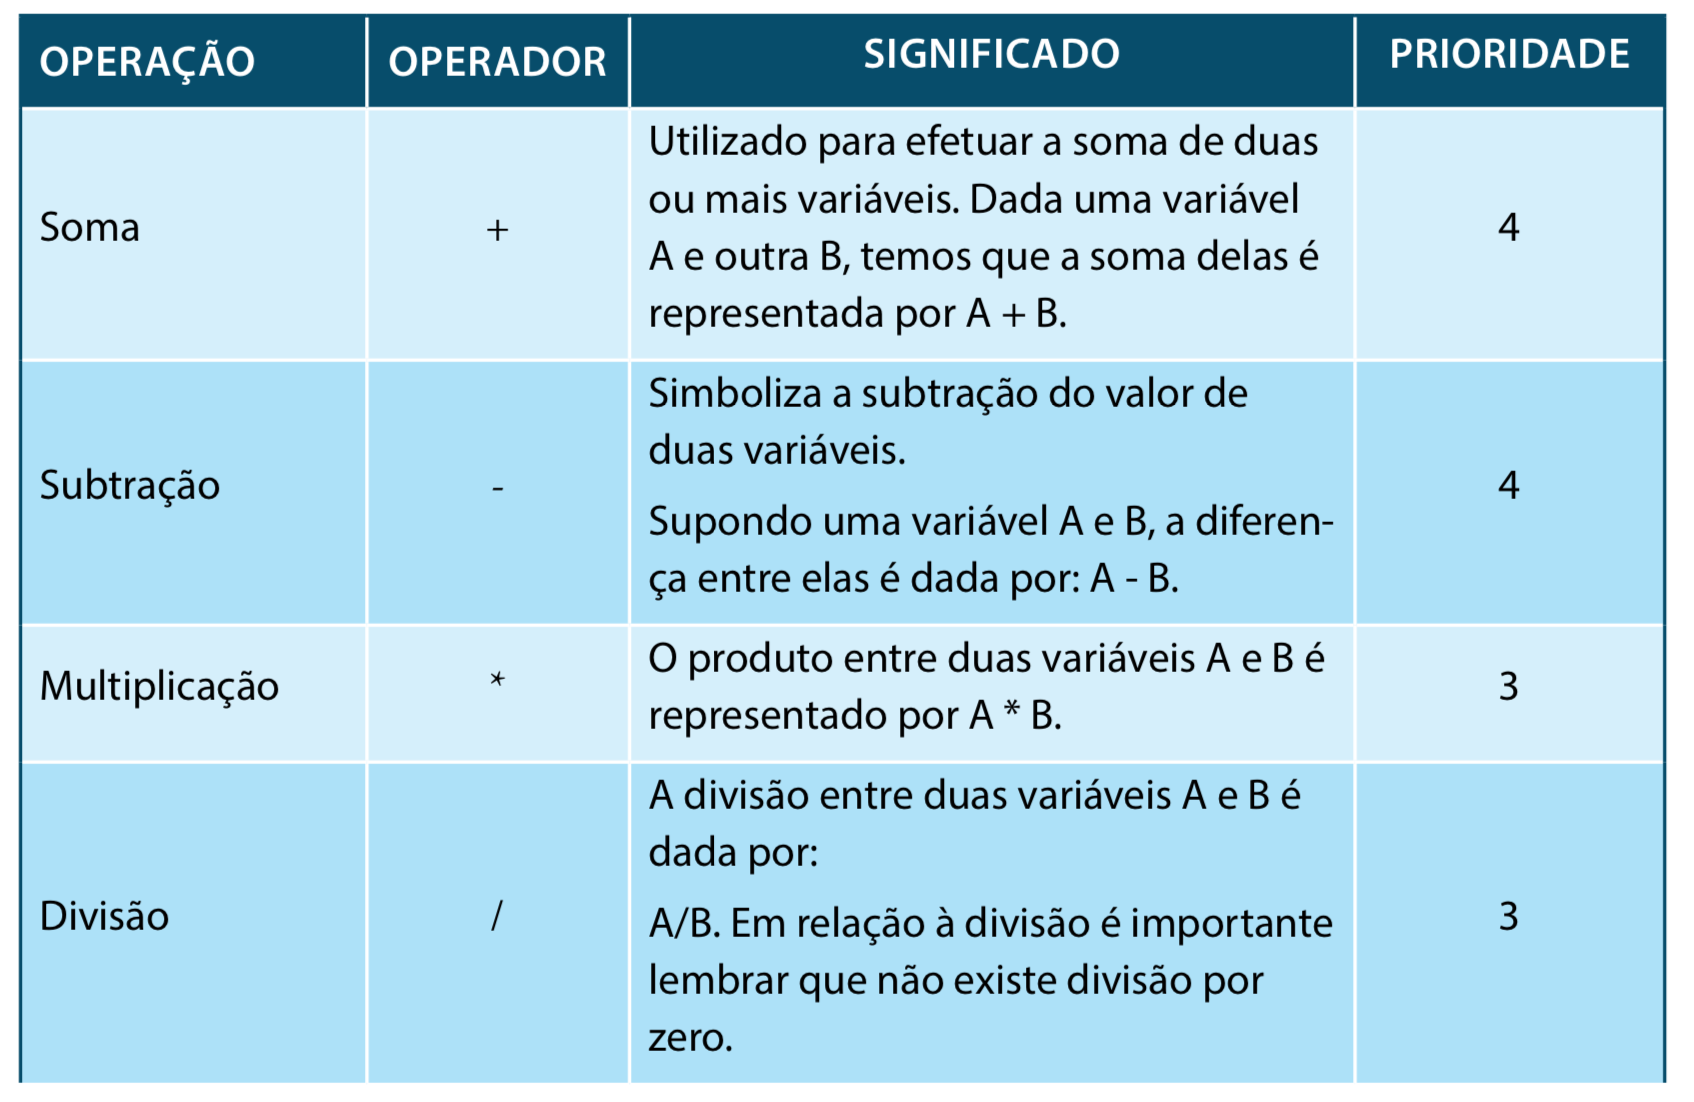 OPERAÇÃO OPERADOR SIGNIFICADO PRIORIDADE
Utilizado para efetuar a soma de duas
ou mais variáveis. Dada uma variável
Soma + A e outra B, temos que a soma delas é 4
representada por A + B.
Simboliza a subtração do valor de
duas variáveis.
Subtração - 4
Supondo uma variável A e B, a diferen-
ça entre elas é dada por: A - B.
O produto entre duas variáveis A e B é
Multiplicação * 3
representado por A * B.
A divisão entre duas variáveis A e B é
dada por:
Divisão / A/B. Em relação à divisão é importante 3
lembrar que não existe divisão por
zero.